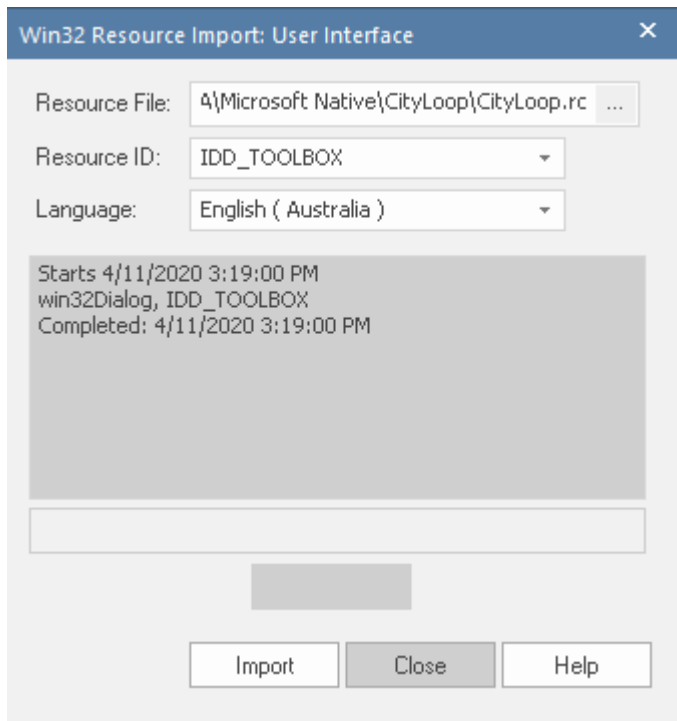 Win32 Resource Import: User Interface
Resource File: A\Microsoft Native\CityLoop\CityLoop.rc ...
Resource ID: IDD_TOOLBOX
Language: English ( Australia )
Starts 4/11/2020 3:19:00 PM
win32Dialog, IDD_TOOLBOX
Completed: 4/11/2020 3:19:00 PM
Import Close Help